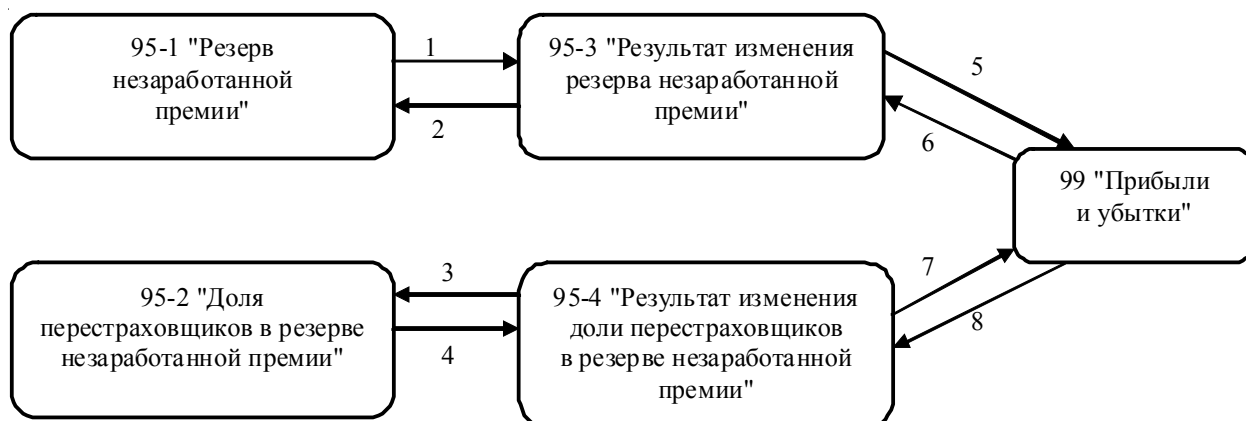 95-1 "Резерв
незаработанной
премии"
1
2
95-3 "Результат изменения
резерва незаработанной
премии"
5
6
99 "Прибыли
и убытки"
95-2 "Доля
перестраховщиков в резерве
незаработанной премии"
3
4
95-4 "Результат изменения
доли перестраховщиков
в резерве незаработанной
премии"
7
8